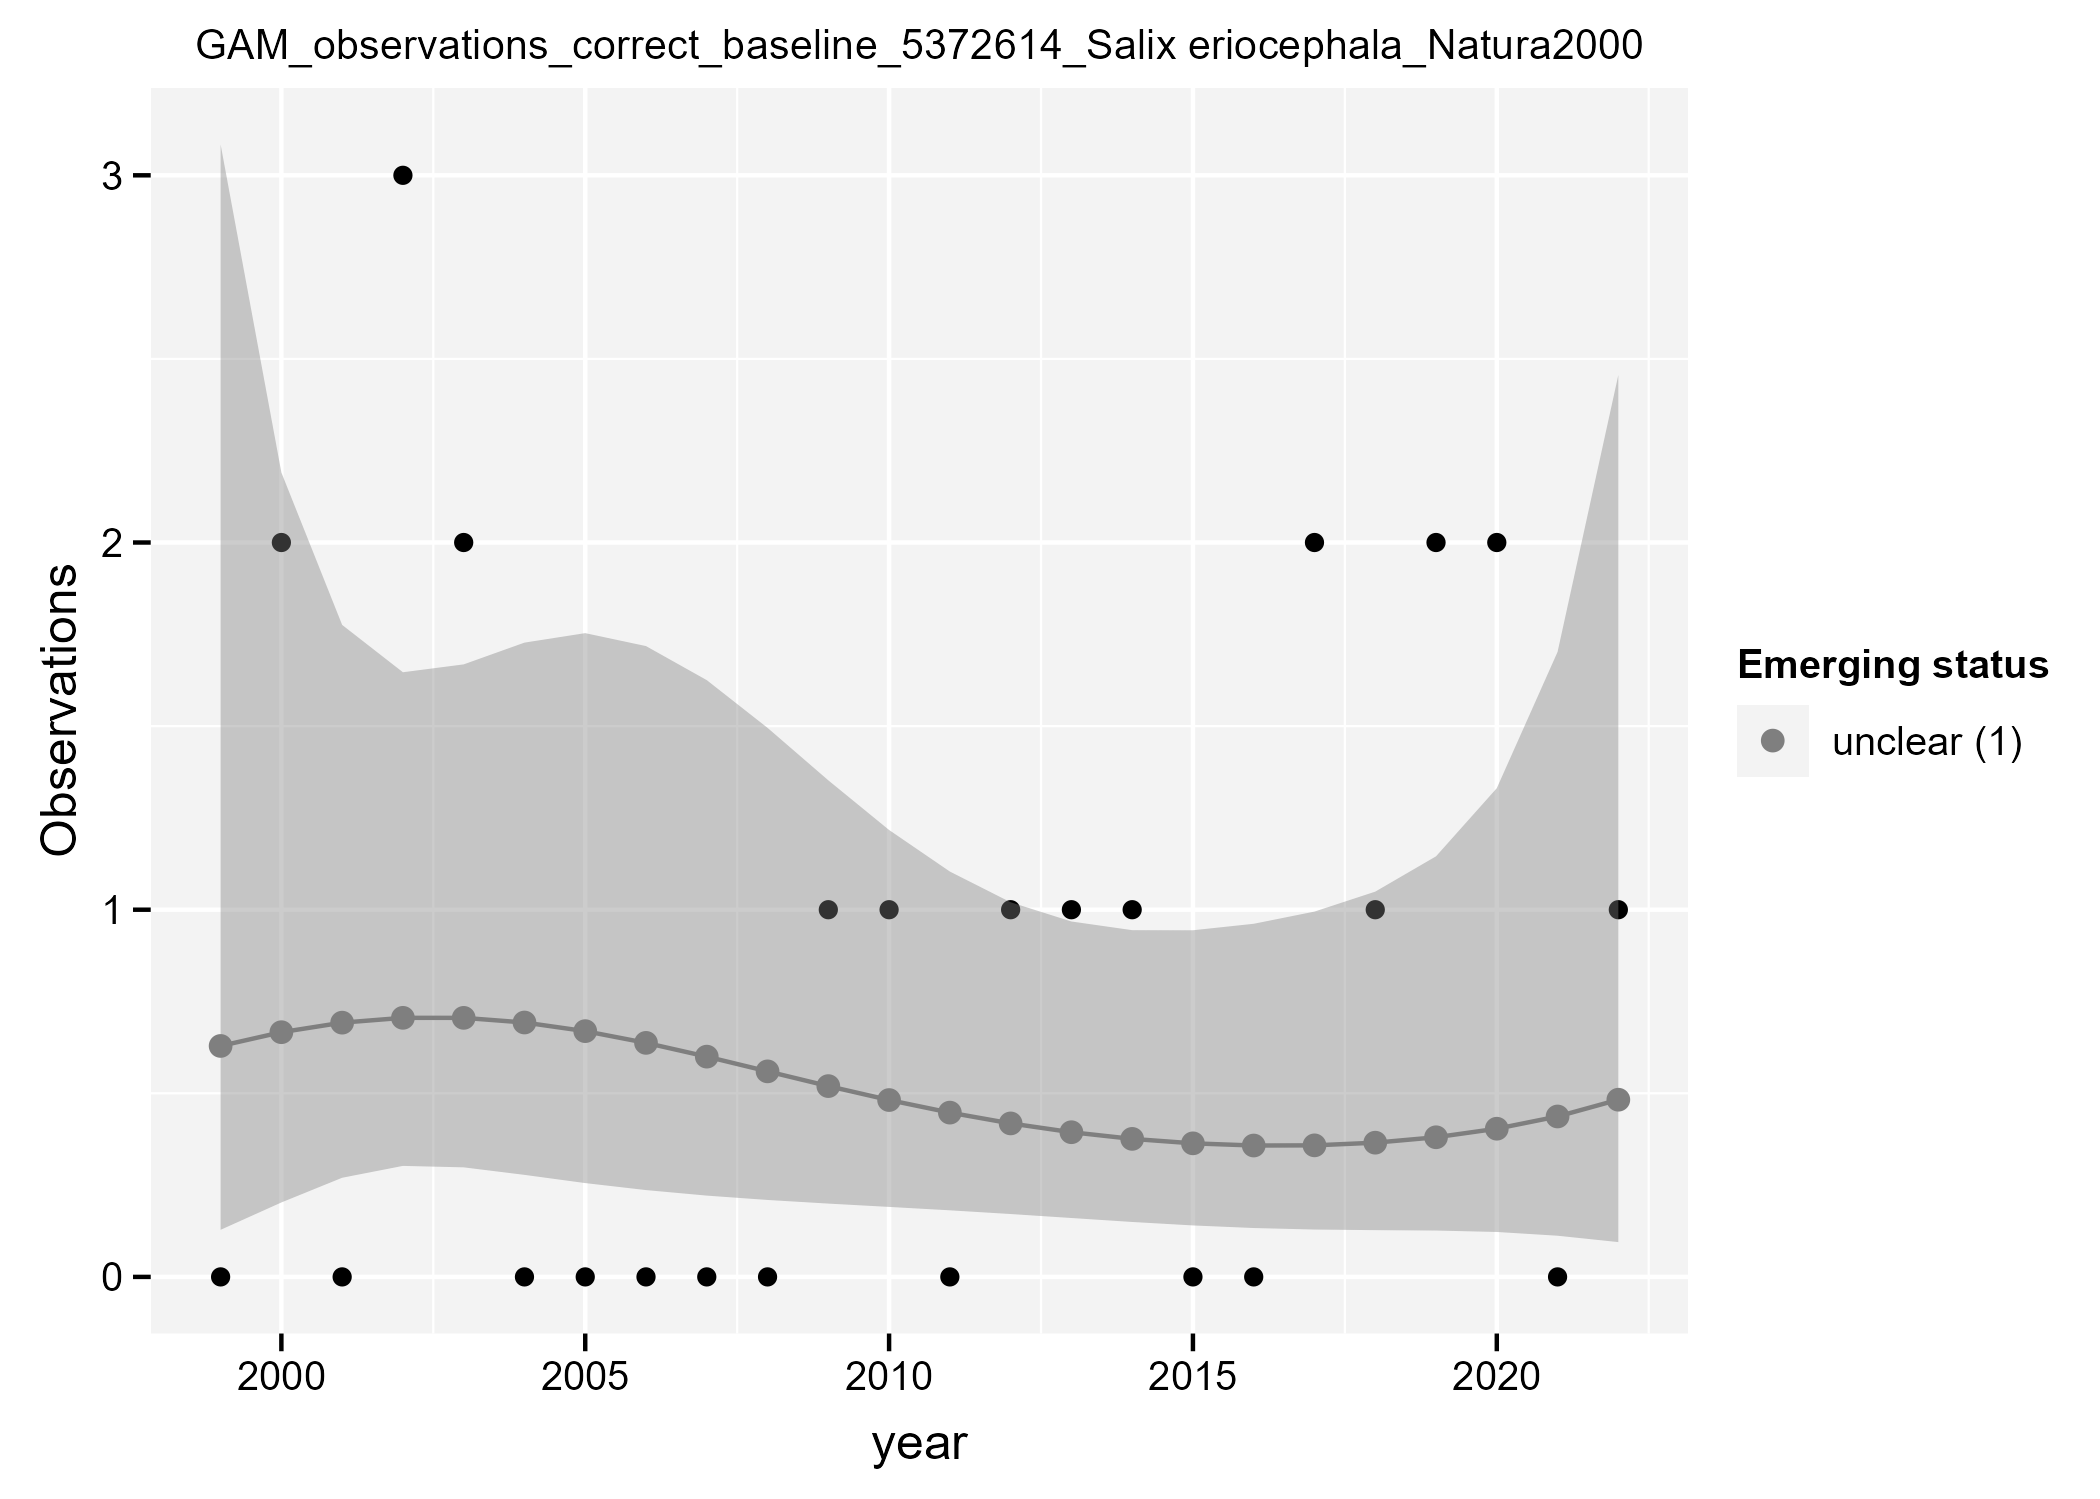 GAM_observations_correct_baseline_5372614_Salix eriocephala_Natura2000
Observations
3
2
1
0
2000
2005
2010
2015
2020
year
Emerging status
unclear (1)